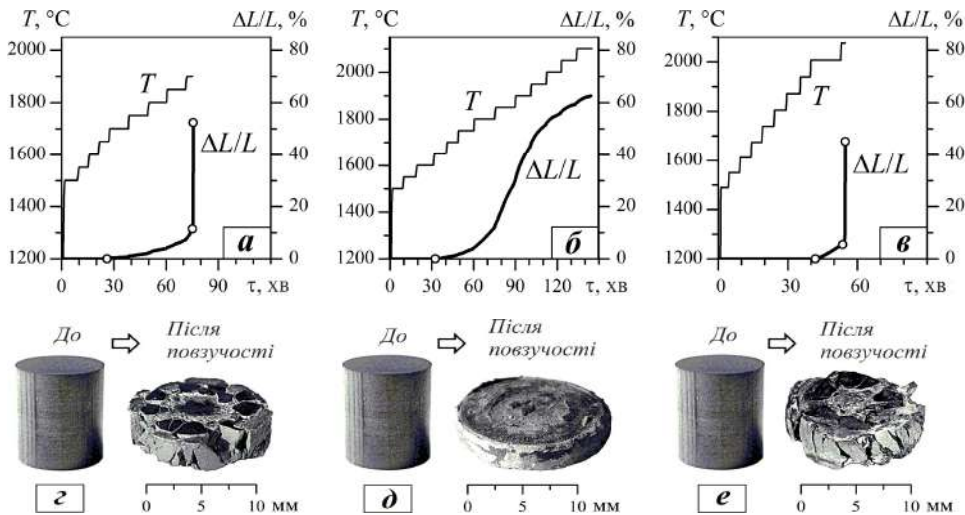 T, °C
ΔL/L, %
2000
1800
1600
1400
1200
80
60
40
20
0
T
ΔL/L
а
0 30 60 90
τ, хв
T, °C
ΔL/L, %
2000
1800
1600
1400
1200
80
60
40
20
0
T
ΔL/L
б
0 30 60 90 120
τ, хв
T, °C
ΔL/L, %
2000
1800
1600
1400
1200
80
60
40
20
0
T
ΔL/L
в
0 30 60 90
τ, хв
До
Після
повзучості
г
0 5 10 мм
До
Після
повзучості
д
0 5 10 мм
До
Після
повзучості
е
0 5 10 мм